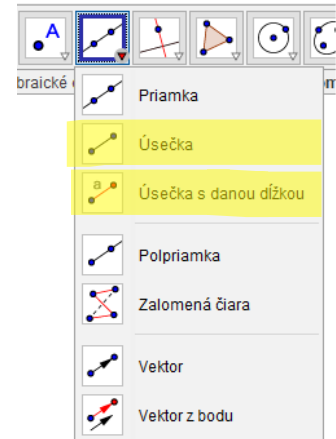 A
braické
Priamka
Úsečka
a
Úsečka s danou dĺžkou
Polpriamka
Zalomená čiara
Vektor
Vektor z bodu